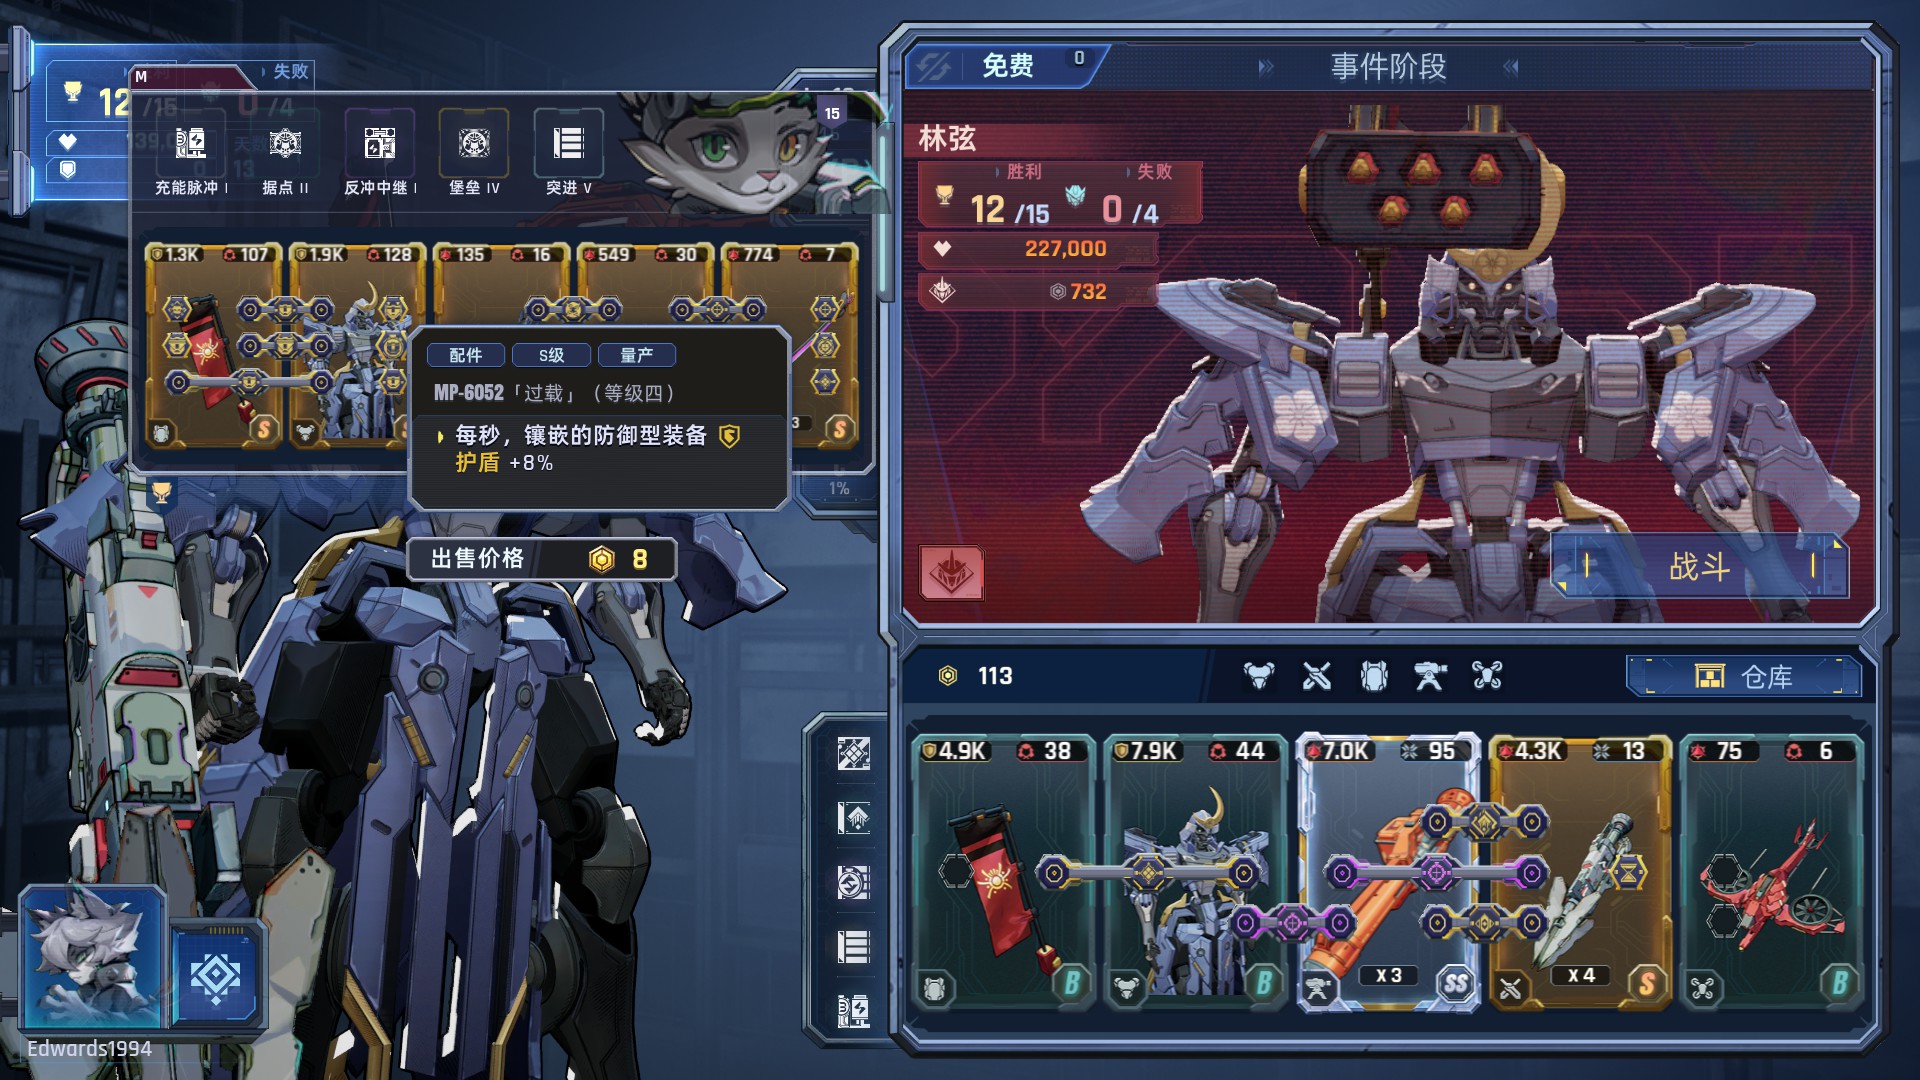 失败
12/15
0/4
M
15
充能脉冲 I
据点 II
反冲中继 I
堡垒 IV
突进 V
1.3K 107
1.9K 128
135 16
549 30
774 7
S
S
配件 S级 量产
MP-6052「过载」（等级四）
每秒，镶嵌的防御型装备
护盾 +8%
1%
出售价格 8
Edwards1994
免费 0
事件阶段
林弦
胜利 失败
12/15 0/4
227,000
732
战斗
113
仓库
4.9K 38
7.9K 44
7.0K 95
4.3K 13
75 6
B
B
x3
SS
x4
S
B